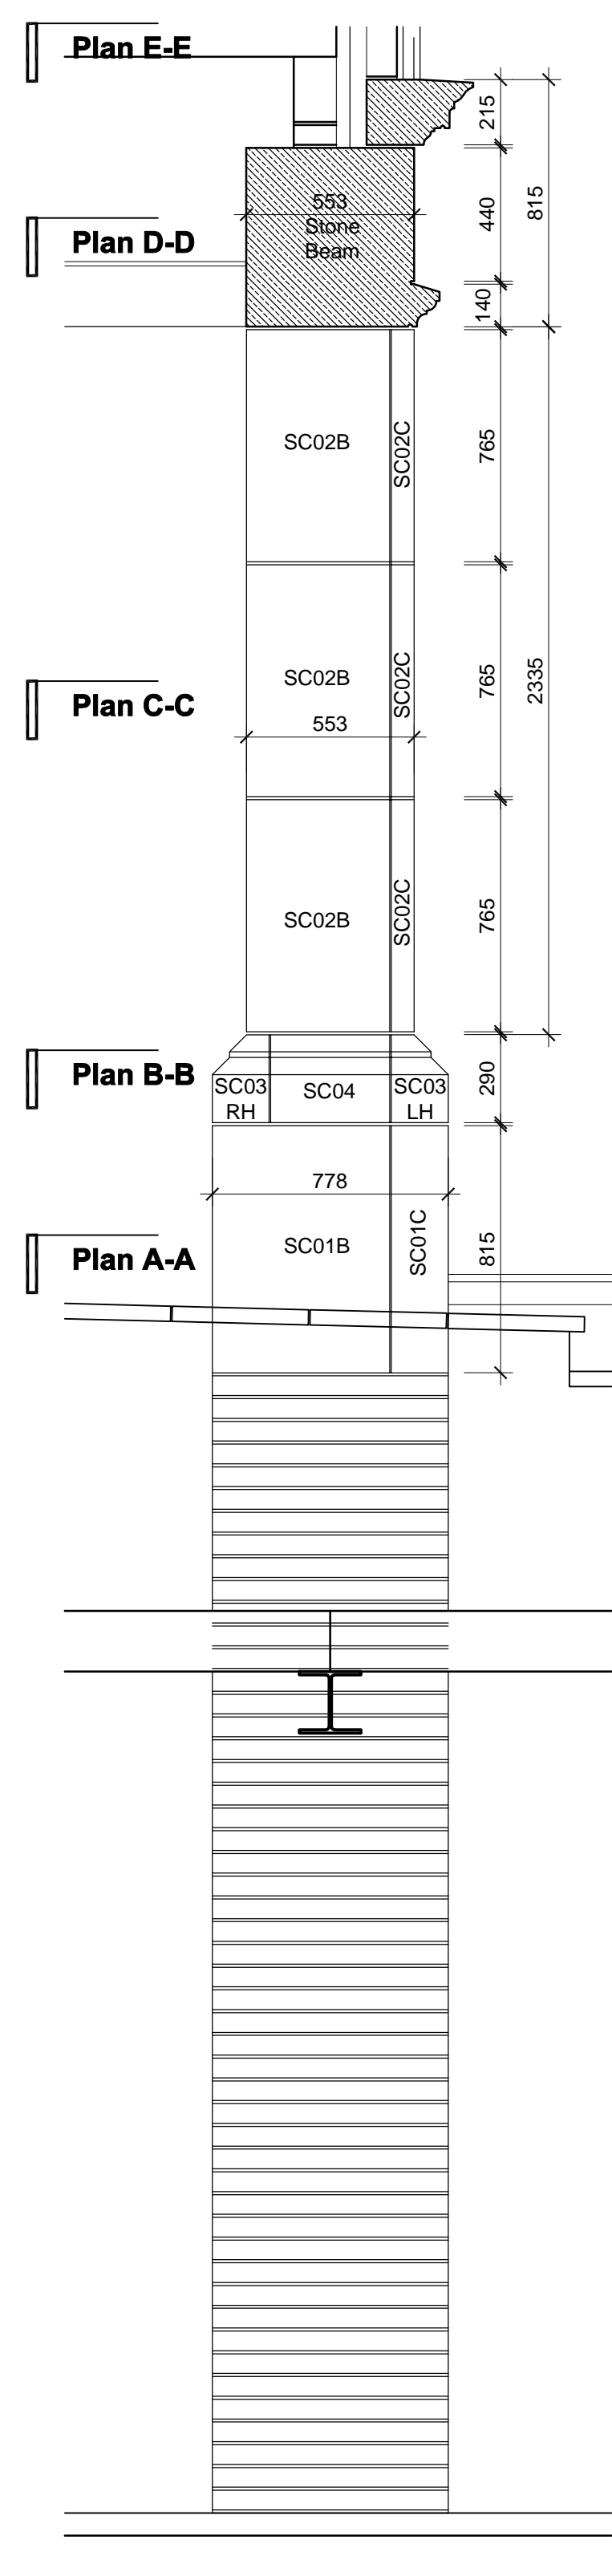 Plan E-E
215
815
553
Stone
Beam
440
Plan D-D
140
SC02B
SC02C
765
SC02B
SC02C
765
2335
Plan C-C
553
SC02B
SC02C
765
Plan B-B
SC03
RH
SC04
SC03
LH
290
778
SC01B
SC01C
815
Plan A-A